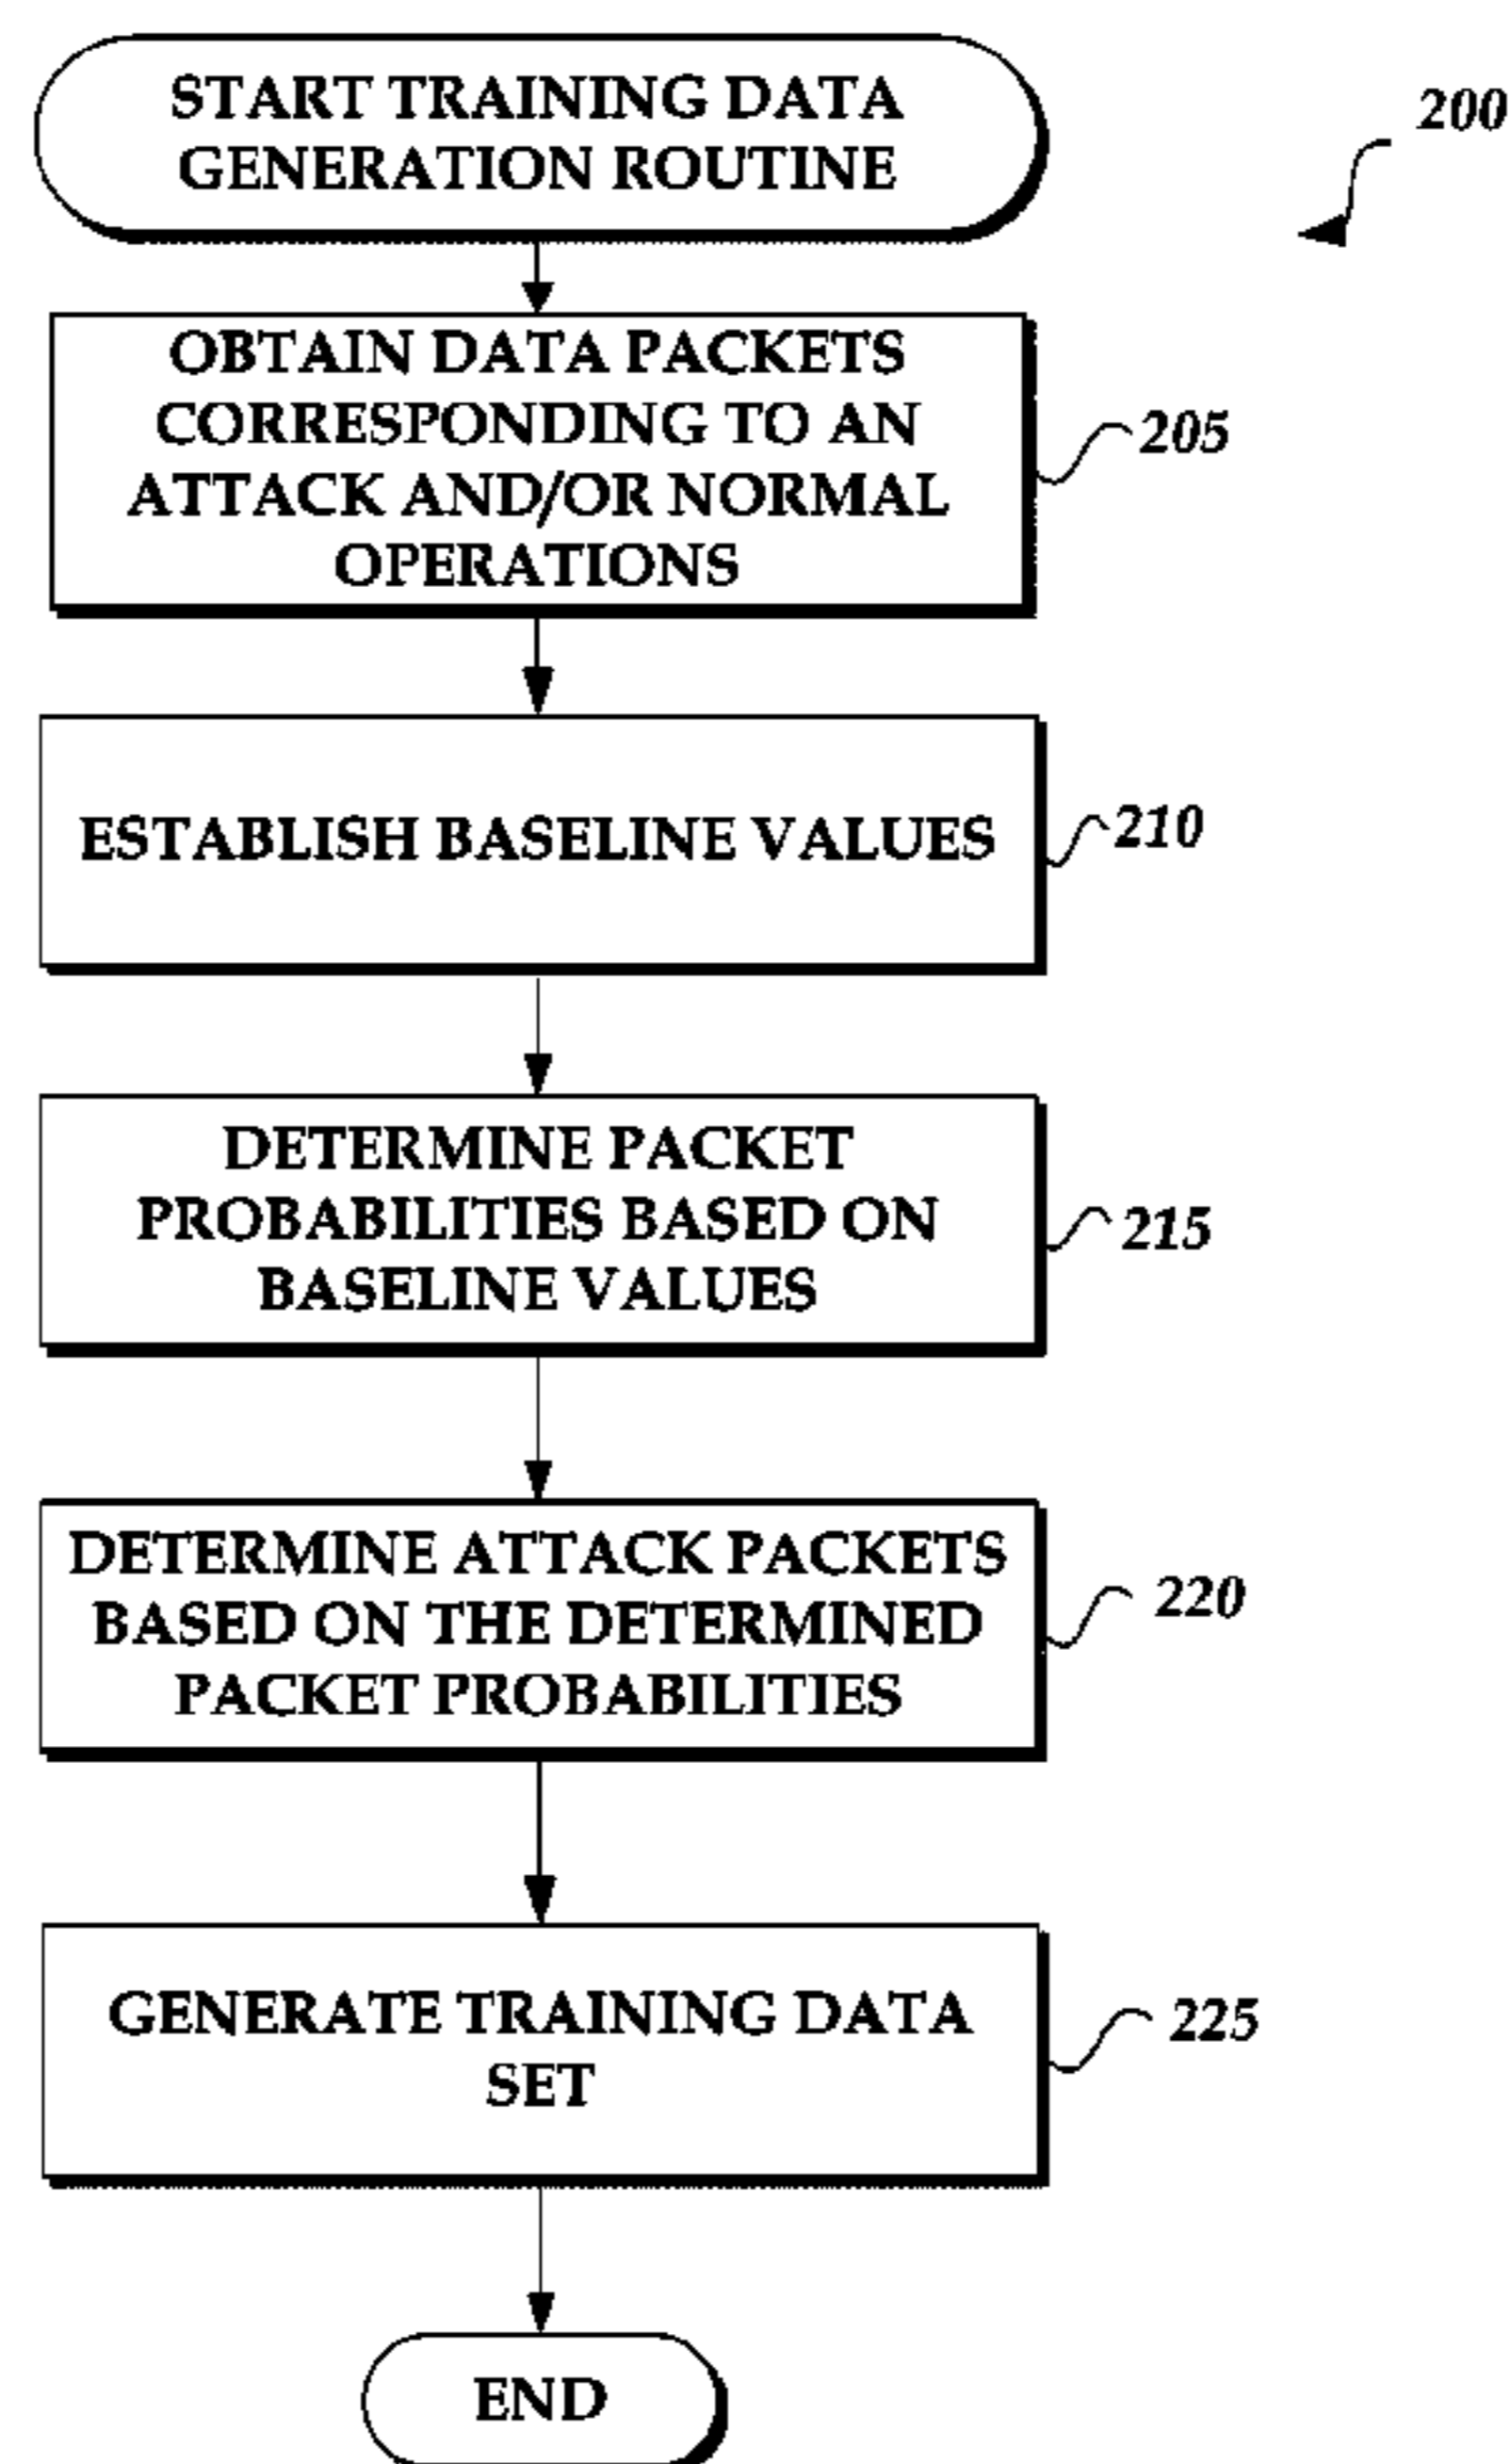 START TRAINING DATA
GENERATION ROUTINE
200
OBTAIN DATA PACKETS
CORRESPONDING TO AN
ATTACK AND/OR NORMAL
OPERATIONS
205
ESTABLISH BASELINE VALUES
210
DETERMINE PACKET
PROBABILITIES BASED ON
BASELINE VALUES
215
DETERMINE ATTACK PACKETS
BASED ON THE DETERMINED
PACKET PROBABILITIES
220
GENERATE TRAINING DATA
SET
225
END